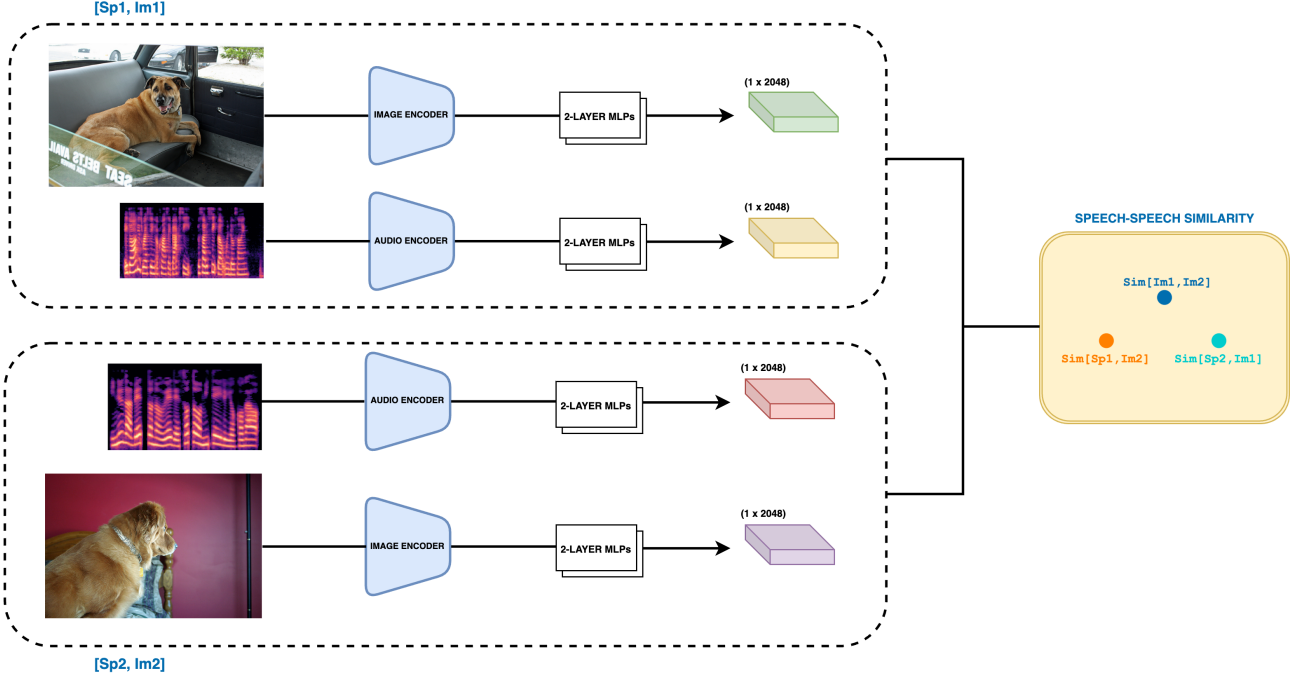 [Sp1, Im1]
IMAGE ENCODER
2-LAYER MLPs
(1 x 2048)
SEAT BELTS AVAIL
AUDIO ENCODER
2-LAYER MLPs
(1 x 2048)
SPEECH-SPEECH SIMILARITY
Sim[Im1,Im2]
Sim[Sp1,Im2]
Sim[Sp2,Im1]
AUDIO ENCODER
2-LAYER MLPs
(1 x 2048)
IMAGE ENCODER
2-LAYER MLPs
(1 x 2048)
[Sp2, Im2]